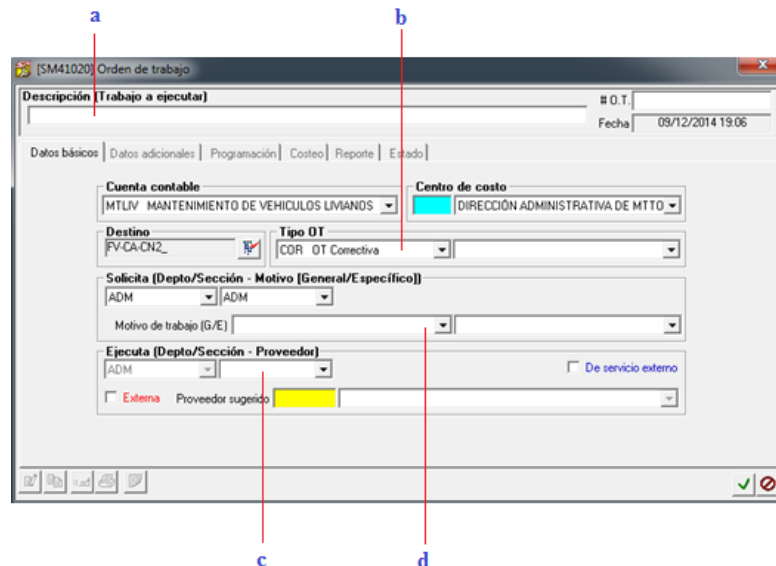 a
b
[SM41020] Orden de trabajo
Descripción (Trabajo a ejecutar)
# O.T.
Fecha 09/12/2014 19:06
Datos básicos Datos adicionales Programación Costeo Reporte Estado
Cuenta contable Centro de costo
MTLIV MANTENIMIENTO DE VEHICULOS LIVIANOS DIRECCIÓN ADMINISTRATIVA DE MTTO
Destino Tipo OT
FV-CA-CN2_ COR OT Correctiva
Solicita (Depto/Sección - Motivo [General/Específico])
ADM ADM
Motivo de trabajo (G/E)
Ejecuta (Depto/Sección - Proveedor)
ADM De servicio externo
Externa Proveedor sugerido
c
d